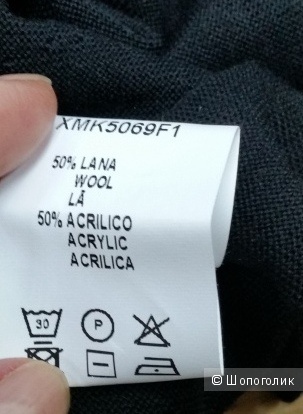 XMK5069F1
50% LANA
WOOL
LÃ
50% ACRILICO
ACRYLIC
ACRILICA
30
P
© Шопоголик